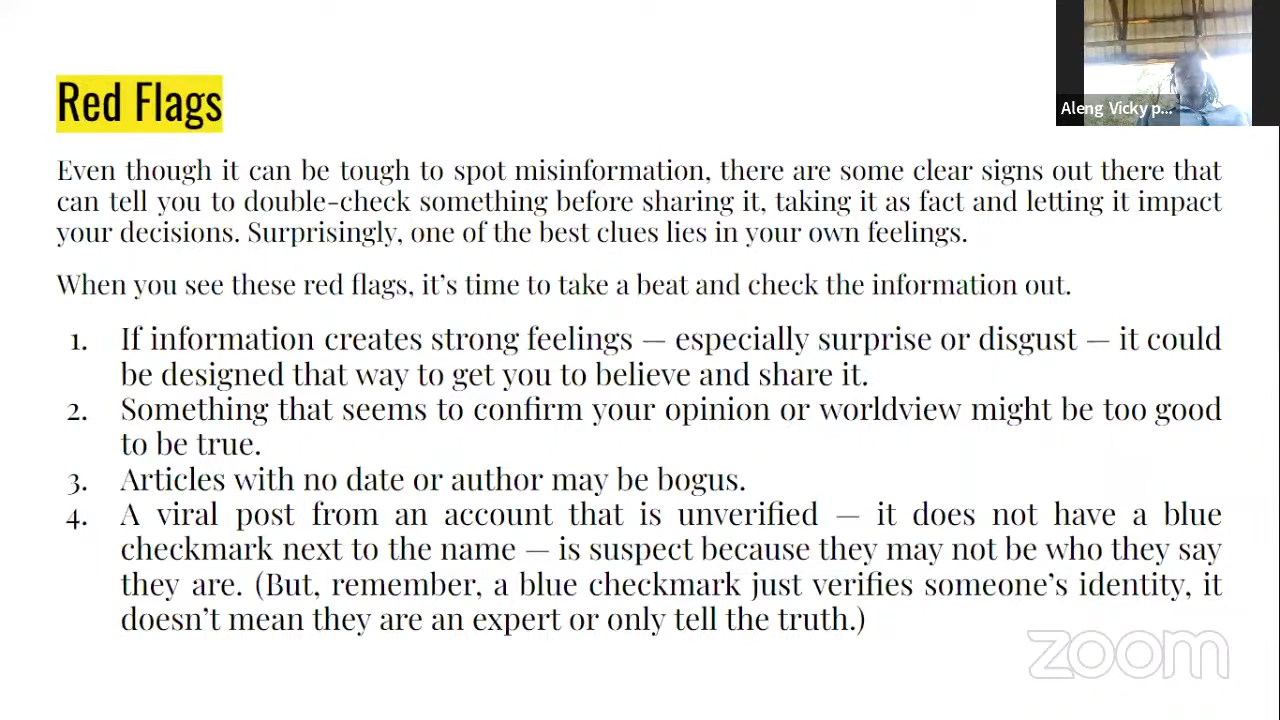 Red Flags
Aleng Vicky p...
Even though it can be tough to spot misinformation, there are some clear signs out there that
can tell you to double-check something before sharing it, taking it as fact and letting it impact
your decisions. Surprisingly, one of the best clues lies in your own feelings.
When you see these red flags, it’s time to take a beat and check the information out.
1. If information creates strong feelings — especially surprise or disgust — it could
be designed that way to get you to believe and share it.
2. Something that seems to confirm your opinion or worldview might be too good
to be true.
3. Articles with no date or author may be bogus.
4. A viral post from an account that is unverified — it does not have a blue
checkmark next to the name — is suspect because they may not be who they say
they are. (But, remember, a blue checkmark just verifies someone’s identity, it
doesn’t mean they are an expert or only tell the truth.)
zoom